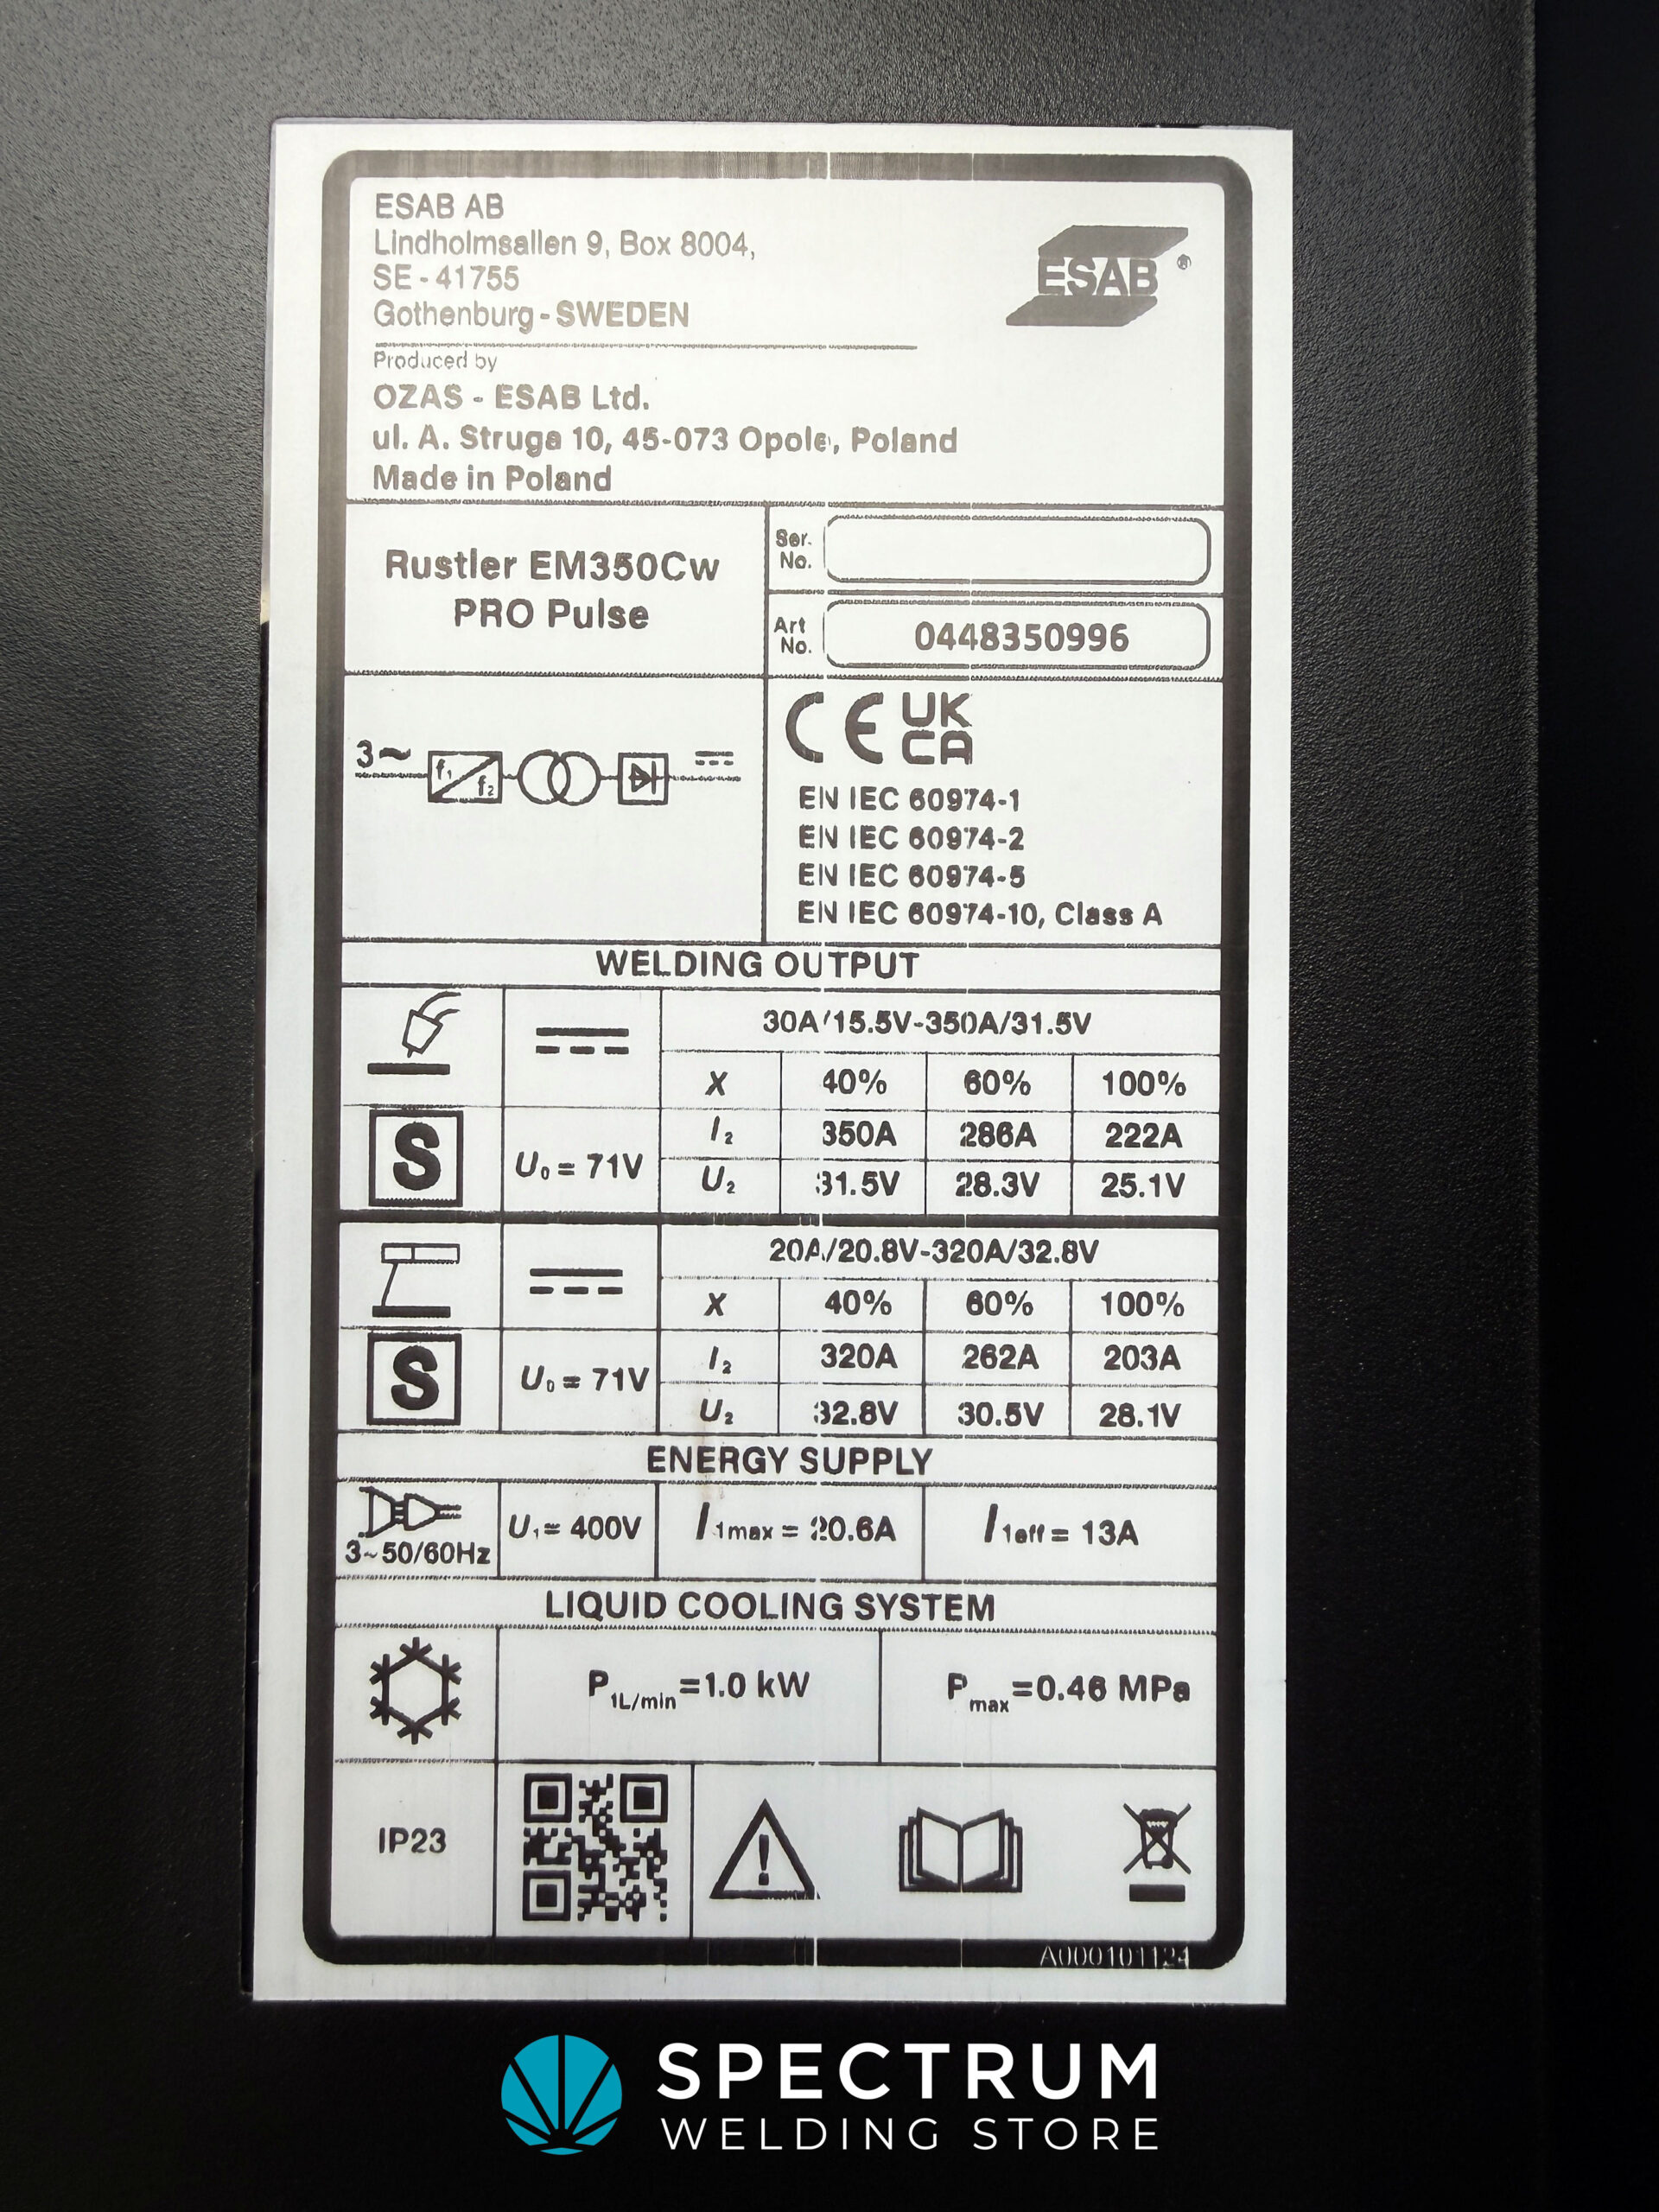 ESAB AB
Lindholmsallen 9, Box 8004,
SE - 41755
Gothenburg - SWEDEN
ESAB ®
Produced by
OZAS - ESAB Ltd.
ul. A. Struga 10, 45-073 Opole, Poland
Made in Poland
Rustler EM350Cw
PRO Pulse
Ser. No.
Art No. 0448350996
3~ f₁ f₂
CE UK CA
EN IEC 60974-1
EN IEC 60974-2
EN IEC 60974-5
EN IEC 60974-10, Class A
WELDING OUTPUT
30A/15.5V-350A/31.5V
X 40% 60% 100%
S U₀ = 71V
I₂ 350A 286A 222A
U₂ 31.5V 28.3V 25.1V
20A/20.8V-320A/32.8V
X 40% 60% 100%
S U₀ = 71V
I₂ 320A 262A 203A
U₂ 32.8V 30.5V 28.1V
ENERGY SUPPLY
3~50/60Hz U₁= 400V I1max = 20.6A I1eff = 13A
LIQUID COOLING SYSTEM
P1L/min=1.0 kW Pmax=0.46 MPa
IP23
A000101124
SPECTRUM
WELDING STORE